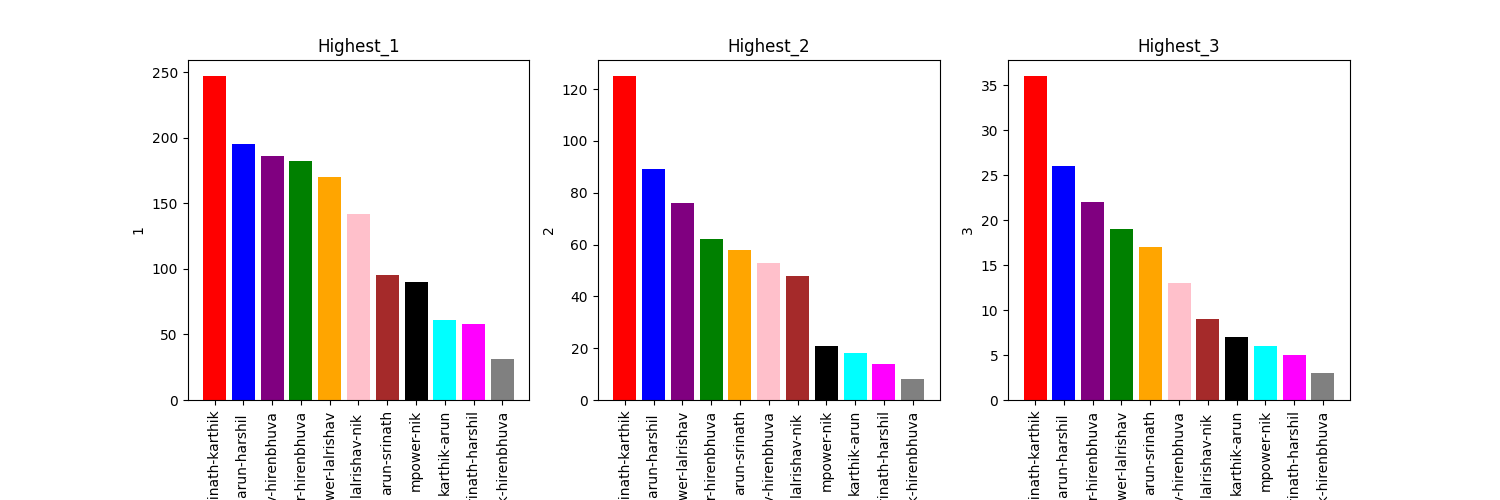 Highest_1
Highest_2
Highest_3
1
250
200
150
100
50
0
inath-karthik
arun-harshil
y-hirenbhuva
r-hirenbhuva
wer-lalrishav
lalrishav-nik
arun-srinath
mpower-nik
karthik-arun
inath-harshil
k-hirenbhuva
2
120
100
80
60
40
20
0
inath-karthik
arun-harshil
wer-lalrishav
r-hirenbhuva
arun-srinath
y-hirenbhuva
lalrishav-nik
mpower-nik
karthik-arun
inath-harshil
k-hirenbhuva
3
35
30
25
20
15
10
5
0
inath-karthik
arun-harshil
r-hirenbhuva
wer-lalrishav
arun-srinath
y-hirenbhuva
lalrishav-nik
karthik-arun
mpower-nik
inath-harshil
k-hirenbhuva